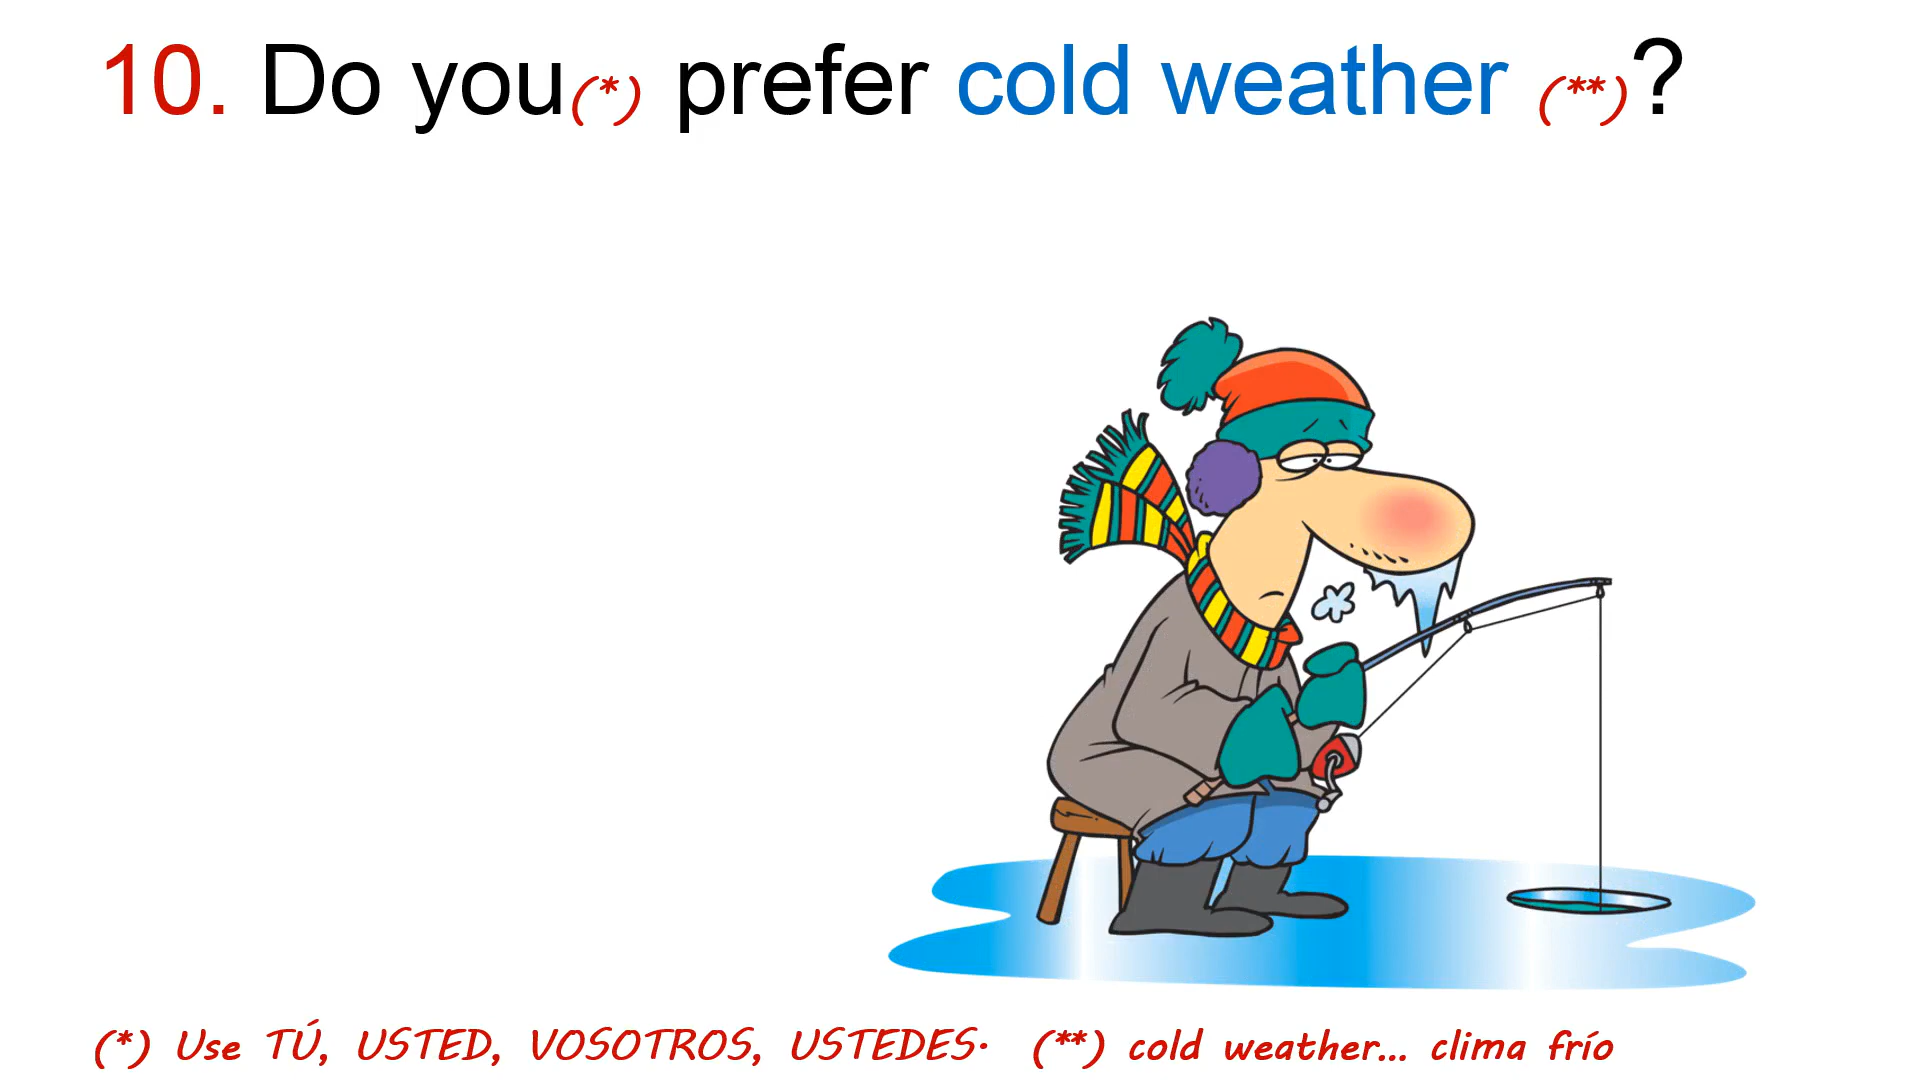 10. Do you(*) prefer cold weather (**)?
(*) Use TÚ, USTED, VOSOTROS, USTEDES. (**) cold weather... clima frío